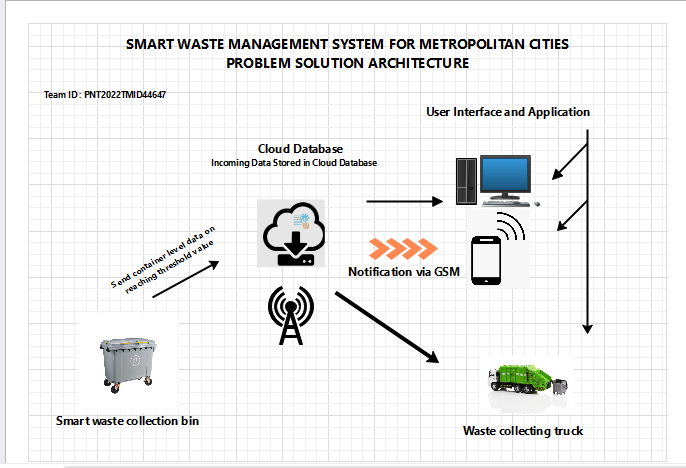 SMART WASTE MANAGEMENT SYSTEM FOR METROPOLITAN CITIES
PROBLEM SOLUTION ARCHITECTURE
Team ID : PNT2022TMID44647
User Interface and Application
Cloud Database
Incoming Data Stored in Cloud Database
Send container level data on
reaching threshold value
Notification via GSM
Smart waste collection bin
Waste collecting truck